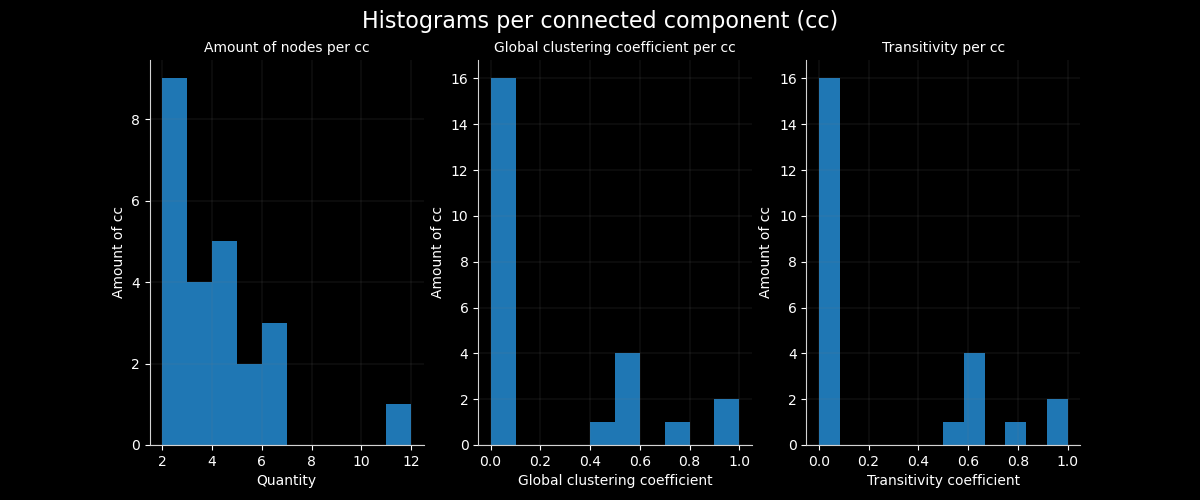 Histograms per connected component (cc)
Amount of nodes per cc
Amount of cc
8
6
4
2
0
2 4 6 8 10 12
Quantity
Global clustering coefficient per cc
Amount of cc
16
14
12
10
8
6
4
2
0
0.0 0.2 0.4 0.6 0.8 1.0
Global clustering coefficient
Transitivity per cc
Amount of cc
16
14
12
10
8
6
4
2
0
0.0 0.2 0.4 0.6 0.8 1.0
Transitivity coefficient